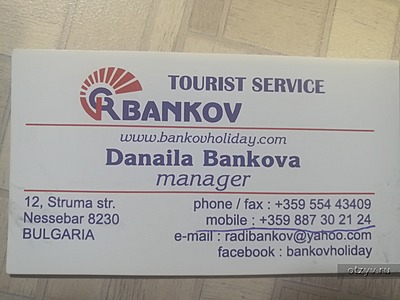 TOURIST SERVICE
RBANKOV
www.bankovholiday.com
Danaila Bankova
manager
12, Struma str.
Nessebar 8230
BULGARIA
phone / fax : +359 554 43409
mobile : +359 887 30 21 24
e-mail : radibankov@yahoo.com
facebook : bankovholiday
otzyv.ru